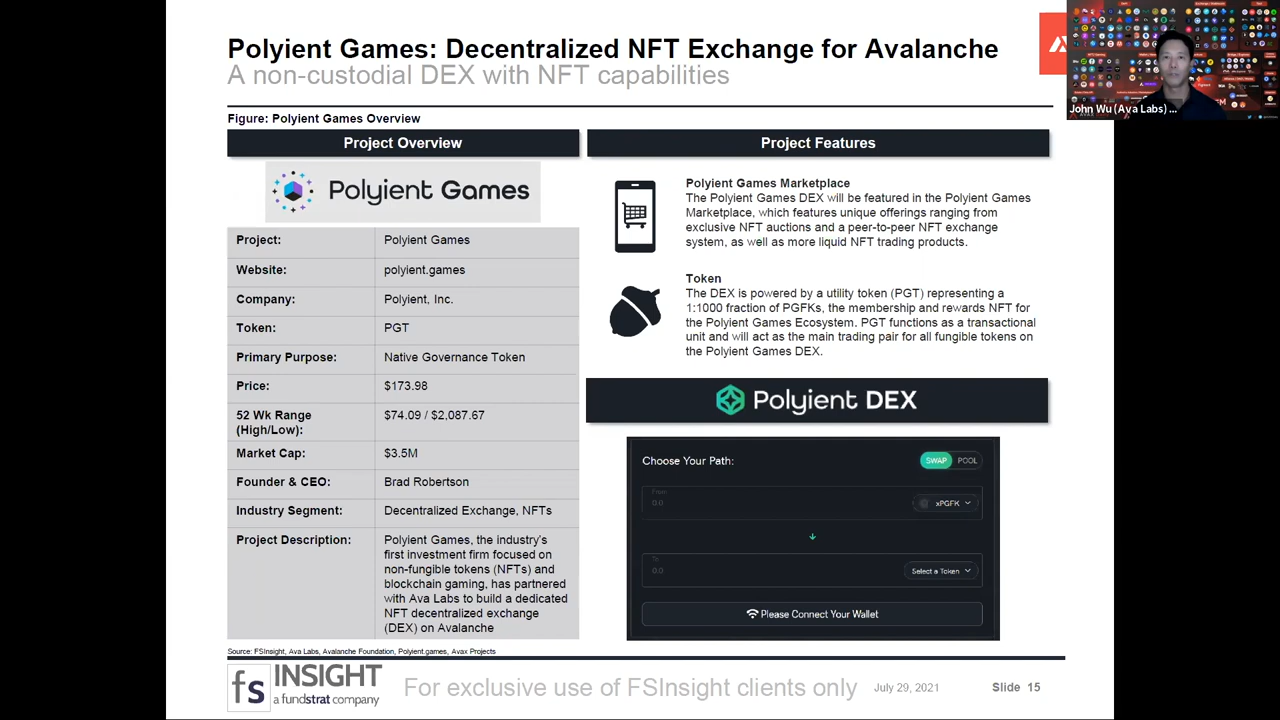 Polyient Games: Decentralized NFT Exchange for Avalanche
A non-custodial DEX with NFT capabilities
John Wu (Ava Labs) ...
Figure: Polyient Games Overview
Project Overview
Polyient Games
Project: Polyient Games
Website: polyient.games
Company: Polyient, Inc.
Token: PGT
Primary Purpose: Native Governance Token
Price: $173.98
52 Wk Range (High/Low): $74.09 / $2,087.67
Market Cap: $3.5M
Founder & CEO: Brad Robertson
Industry Segment: Decentralized Exchange, NFTs
Project Description: Polyient Games, the industry's
first investment firm focused on
non-fungible tokens (NFTs) and
blockchain gaming, has partnered
with Ava Labs to build a dedicated
NFT decentralized exchange
(DEX) on Avalanche
Project Features
Polyient Games Marketplace
The Polyient Games DEX will be featured in the Polyient Games
Marketplace, which features unique offerings ranging from
exclusive NFT auctions and a peer-to-peer NFT exchange
system, as well as more liquid NFT trading products.
Token
The DEX is powered by a utility token (PGT) representing a
1:1000 fraction of PGFKs, the membership and rewards NFT for
the Polyient Games Ecosystem. PGT functions as a transactional
unit and will act as the main trading pair for all fungible tokens on
the Polyient Games DEX.
Polyient DEX
Choose Your Path: SWAP POOL
From
0.0 xPGFK
To
0.0 Select a Token
Please Connect Your Wallet
Source: FSInsight, Ava Labs, Avalanche Foundation, Polyient.games, Avax Projects
fs INSIGHT
a fundstrat company
For exclusive use of FSInsight clients only
July 29, 2021
Slide 15